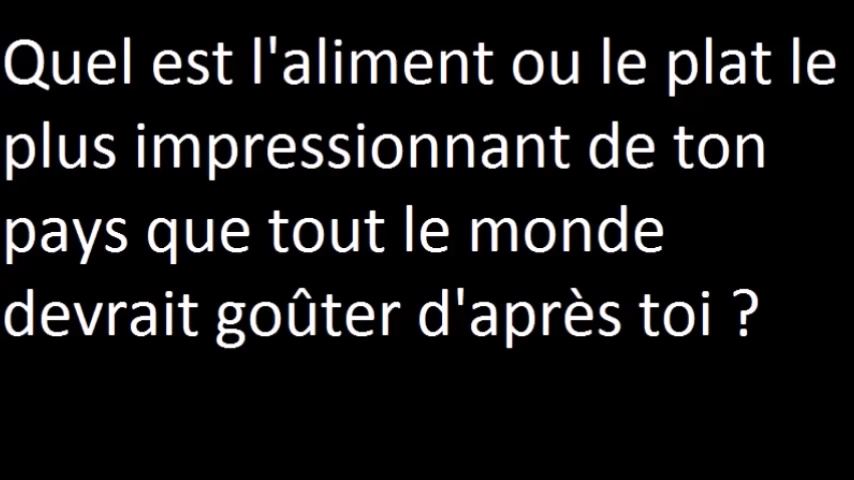 Quel est l'aliment ou le plat le
plus impressionnant de ton
pays que tout le monde
devrait goûter d'après toi ?